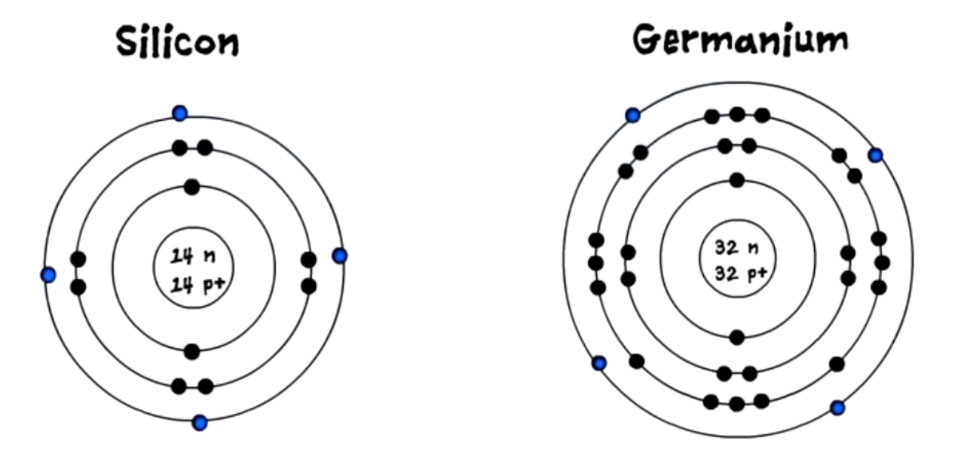 Silicon
Germanium
14 n
14 p+
32 n
32 p+